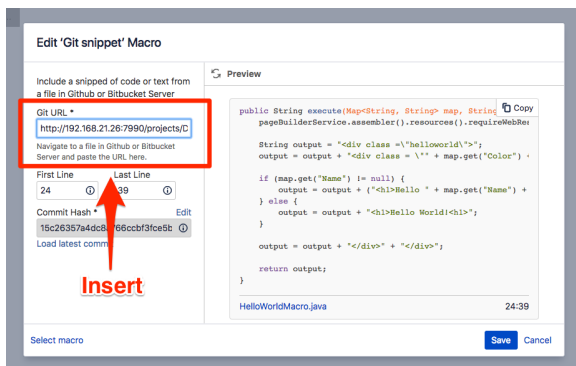 Edit 'Git snippet' Macro
Include a snipped of code or text from
a file in Github or Bitbucket Server
Git URL *
http://192.168.21.26:7990/projects/D
Navigate to a file in Github or Bitbucket
Server and paste the URL here.
First Line
Last Line
24
39
Commit Hash *
Edit
15c26357a4dc8 766ccbf3fce5b
Load latest comm
Insert
Preview
Copy
public String execute(Map<String, String> map, String
pageBuilderService.assembler().resources().requireWebRe
String output = "<div class =\"helloworld\">";
output = output + "<div class = \"" + map.get("Color") +
if (map.get("Name") != null) {
output = output + ("<h1>Hello " + map.get("Name") +
} else {
output = output + "<h1>Hello World!<h1>";
}
output = output + "</div>" + "</div>";
return output;
}
HelloWorldMacro.java
24:39
Select macro
Save
Cancel